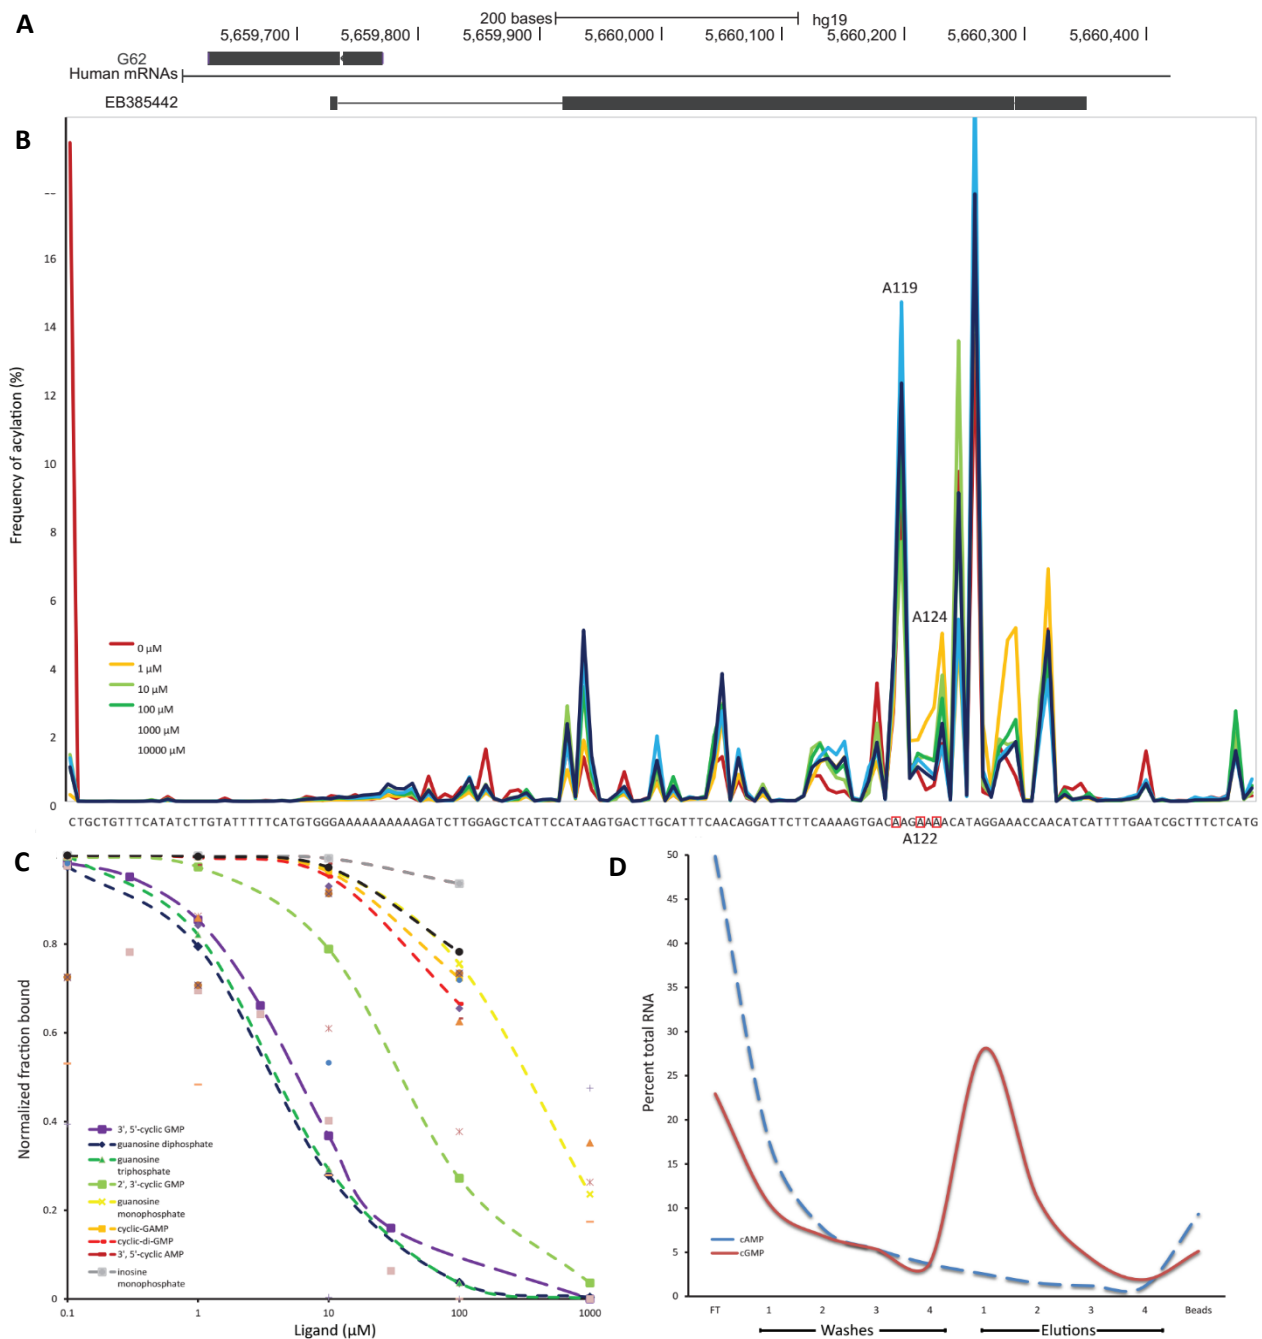 A
200 bases
hg19
5,659,700
5,659,800
5,659,900
5,660,000
5,660,100
5,660,200
5,660,300
5,660,400
G62
Human mRNAs
EB385442
B
Frequency of acylation (%)
--
16
14
12
10
8
6
4
2
0
A119
A124
0 µM
1 µM
10 µM
100 µM
1000 µM
10000 µM
CTGCTGTTTCATATCTTGTATTTTTCATGTGGGAAAAAAAAAAAGATCTTGGAGCTCATTCCATAAGTGACTTGCATTTCAACAGGATTCTTCAAAAGTGACAAGAAAACATAGGAAACCAACATCATTTTGAATCGCTTTCTCATG
A122
C
Normalized fraction bound
0.8
0.6
0.4
0.2
0
3', 5'-cyclic GMP
guanosine diphosphate
guanosine
triphosphate
2', 3'-cyclic GMP
guanosine
monophosphate
cyclic-GAMP
cyclic-di-GMP
3', 5'-cyclic AMP
inosine
monophosphate
0.1
1
10
100
1000
Ligand (µM)
D
Percent total RNA
50
45
40
35
30
25
20
15
10
5
0
cAMP
cGMP
FT
1
2
3
4
1
2
3
4
Beads
Washes
Elutions